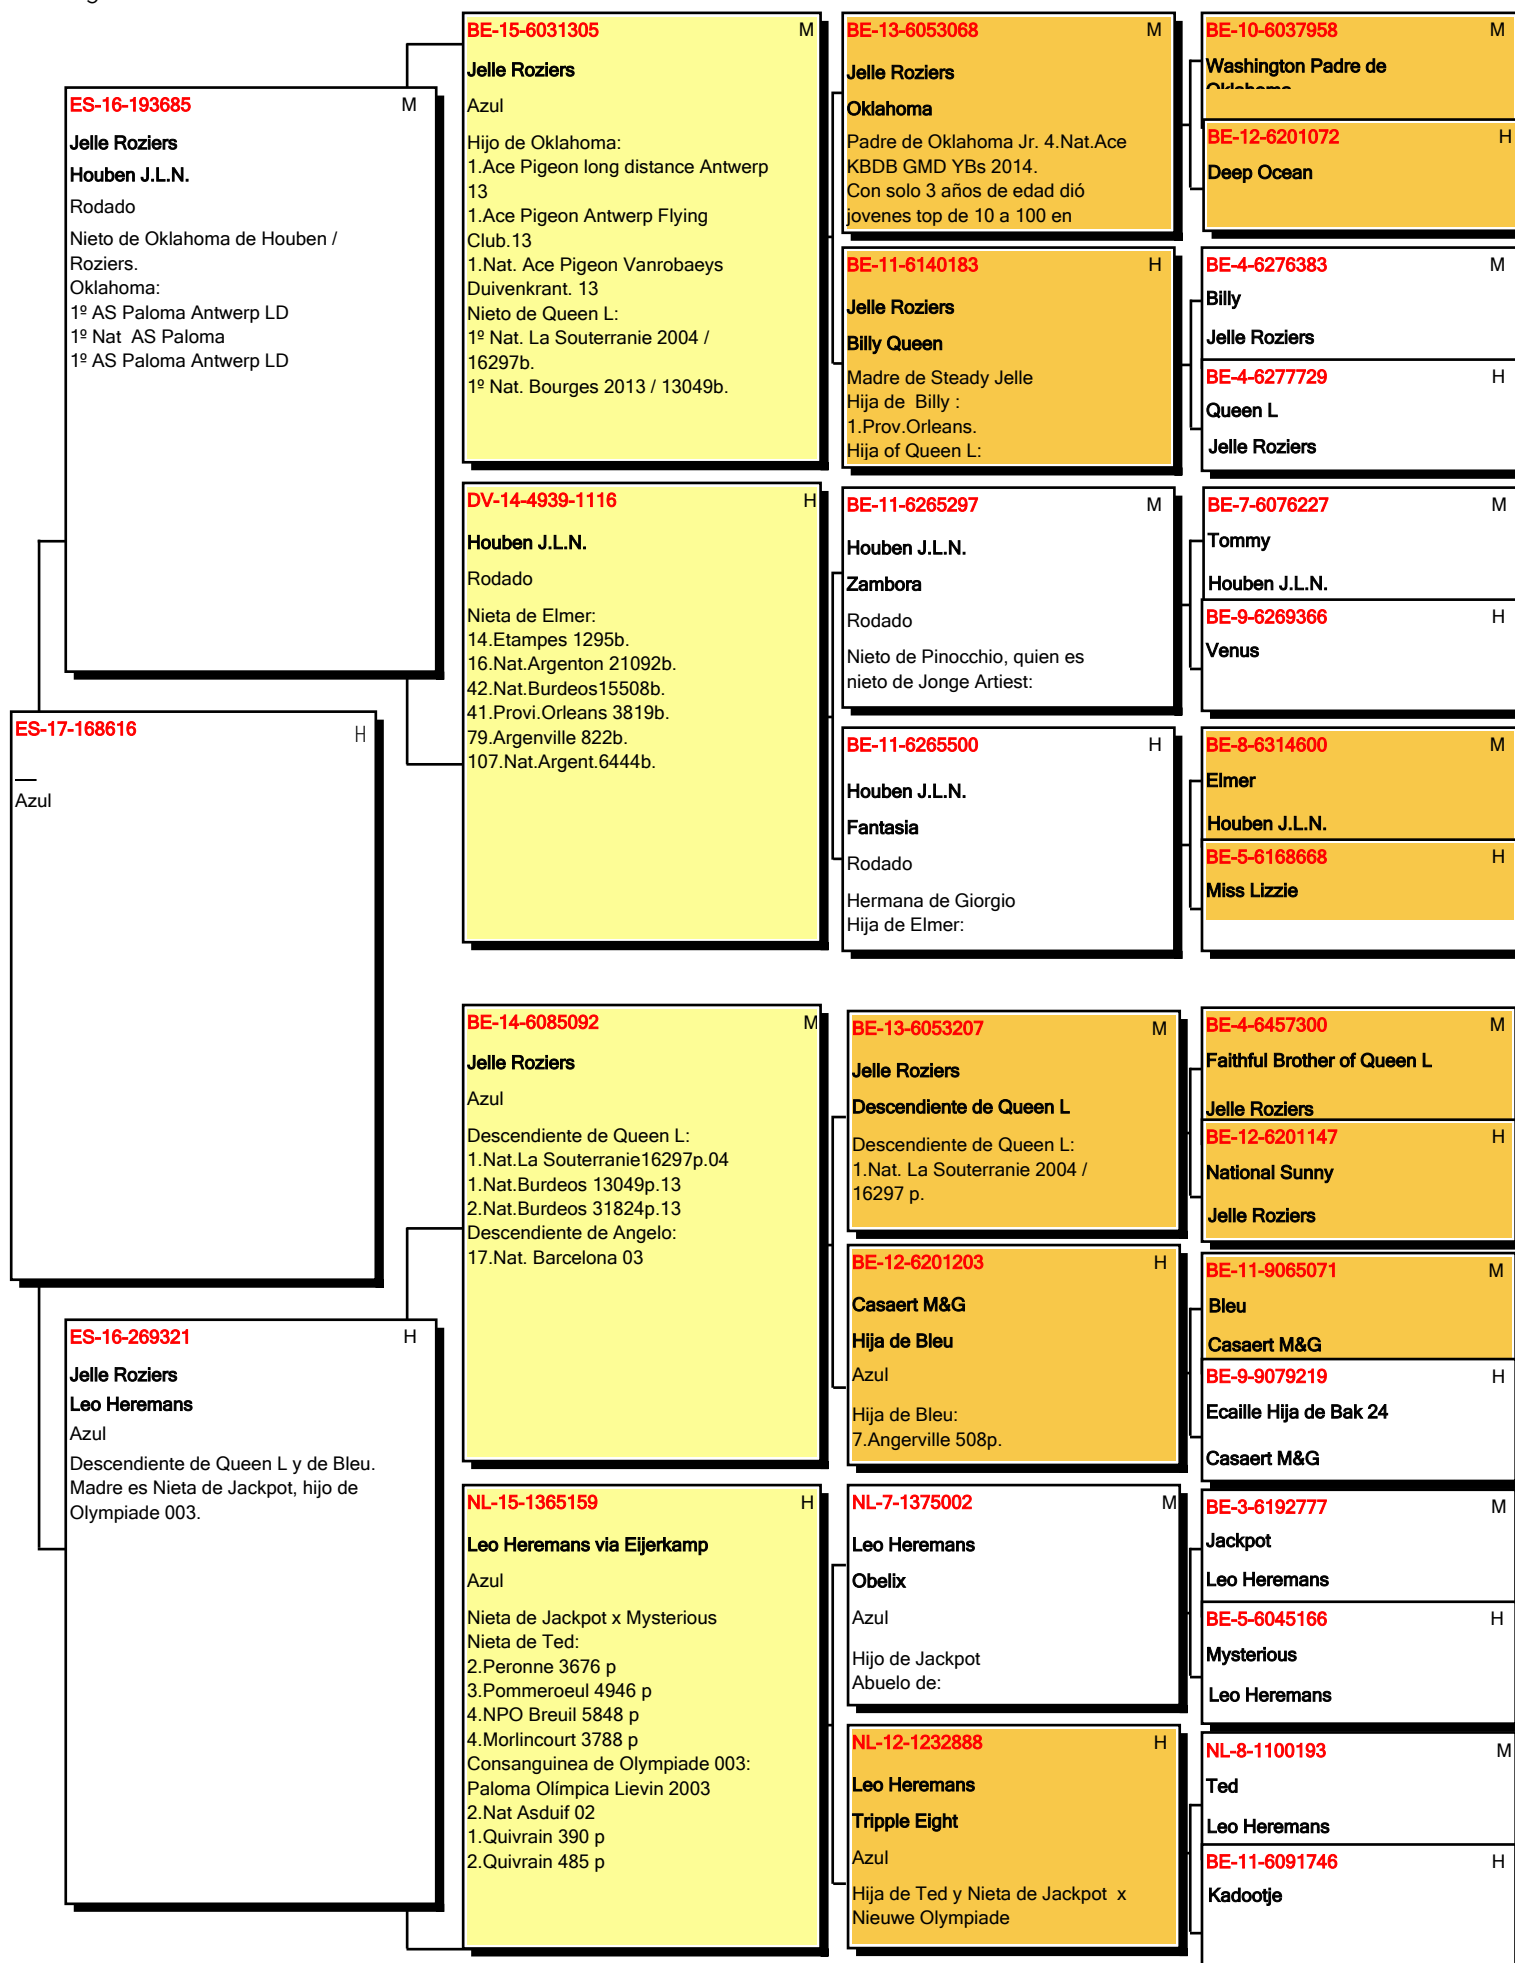 BE-15-6031305 M
Jelle Roziers
Azul
Hijo de Oklahoma:
1.Ace Pigeon long distance Antwerp
13
1.Ace Pigeon Antwerp Flying
Club.13
1.Nat. Ace Pigeon Vanrobaeys
Duivenkrant. 13
Nieto de Queen L:
1º Nat. La Souterranie 2004 /
16297b.
1º Nat. Bourges 2013 / 13049b.
BE-13-6053068 M
Jelle Roziers
Oklahoma
Padre de Oklahoma Jr. 4.Nat.Ace
KBDB GMD YBs 2014.
Con solo 3 años de edad dió
jovenes top de 10 a 100 en
BE-10-6037958 M
Washington Padre de
Oklahoma
BE-12-6201072 H
Deep Ocean
ES-16-193685 M
Jelle Roziers
Houben J.L.N.
Rodado
Nieto de Oklahoma de Houben /
Roziers.
Oklahoma:
1º AS Paloma Antwerp LD
1º Nat  AS Paloma
1º AS Paloma Antwerp LD
BE-11-6140183 H
Jelle Roziers
Billy Queen
Madre de Steady Jelle
Hija de  Billy :
1.Prov.Orleans.
Hija of Queen L:
BE-4-6276383 M
Billy
Jelle Roziers
BE-4-6277729 H
Queen L
Jelle Roziers
DV-14-4939-1116 H
Houben J.L.N.
Rodado
Nieta de Elmer:
14.Etampes 1295b.
16.Nat.Argenton 21092b.
42.Nat.Burdeos15508b.
41.Provi.Orleans 3819b.
79.Argenville 822b.
107.Nat.Argent.6444b.
BE-11-6265297 M
Houben J.L.N.
Zambora
Rodado
Nieto de Pinocchio, quien es
nieto de Jonge Artiest:
BE-7-6076227 M
Tommy
Houben J.L.N.
BE-9-6269366 H
Venus
ES-17-168616 H
Azul
BE-11-6265500 H
Houben J.L.N.
Fantasia
Rodado
Hermana de Giorgio
Hija de Elmer:
BE-8-6314600 M
Elmer
Houben J.L.N.
BE-5-6168668 H
Miss Lizzie
BE-14-6085092 M
Jelle Roziers
Azul
Descendiente de Queen L:
1.Nat.La Souterranie16297p.04
1.Nat.Burdeos 13049p.13
2.Nat.Burdeos 31824p.13
Descendiente de Angelo:
17.Nat. Barcelona 03
BE-13-6053207 M
Jelle Roziers
Descendiente de Queen L
Descendiente de Queen L:
1.Nat. La Souterranie 2004 /
16297 p.
BE-4-6457300 M
Faithful Brother of Queen L
Jelle Roziers
BE-12-6201147 H
National Sunny
Jelle Roziers
BE-12-6201203 H
Casaert M&G
Hija de Bleu
Azul
Hija de Bleu:
7.Angerville 508p.
BE-11-9065071 M
Bleu
Casaert M&G
BE-9-9079219 H
Ecaille Hija de Bak 24
Casaert M&G
ES-16-269321 H
Jelle Roziers
Leo Heremans
Azul
Descendiente de Queen L y de Bleu.
Madre es Nieta de Jackpot, hijo de
Olympiade 003.
NL-15-1365159 H
Leo Heremans via Eijerkamp
Azul
Nieta de Jackpot x Mysterious
Nieta de Ted:
2.Peronne 3676 p
3.Pommeroeul 4946 p
4.NPO Breuil 5848 p
4.Morlincourt 3788 p
Consanguinea de Olympiade 003:
Paloma Olímpica Lievin 2003
2.Nat Asduif 02
1.Quivrain 390 p
2.Quivrain 485 p
NL-7-1375002 M
Leo Heremans
Obelix
Azul
Hijo de Jackpot
Abuelo de:
BE-3-6192777 M
Jackpot
Leo Heremans
BE-5-6045166 H
Mysterious
Leo Heremans
NL-12-1232888 H
Leo Heremans
Tripple Eight
Azul
Hija de Ted y Nieta de Jackpot  x
Nieuwe Olympiade
NL-8-1100193 M
Ted
Leo Heremans
BE-11-6091746 H
Kadootje